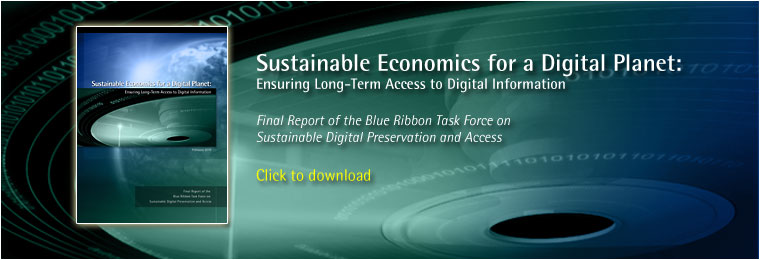 Sustainable Economics for a Digital Planet:
Ensuring Long-Term Access to Digital Information
Final Report of the Blue Ribbon Task Force on
Sustainable Digital Preservation and Access
Click to download
Sustainable Economics for a Digital Planet:
Ensuring Long-Term Access to Digital Information
February 2010
Final Report of the
Blue Ribbon Task Force on
Sustainable Digital Preservation and Access